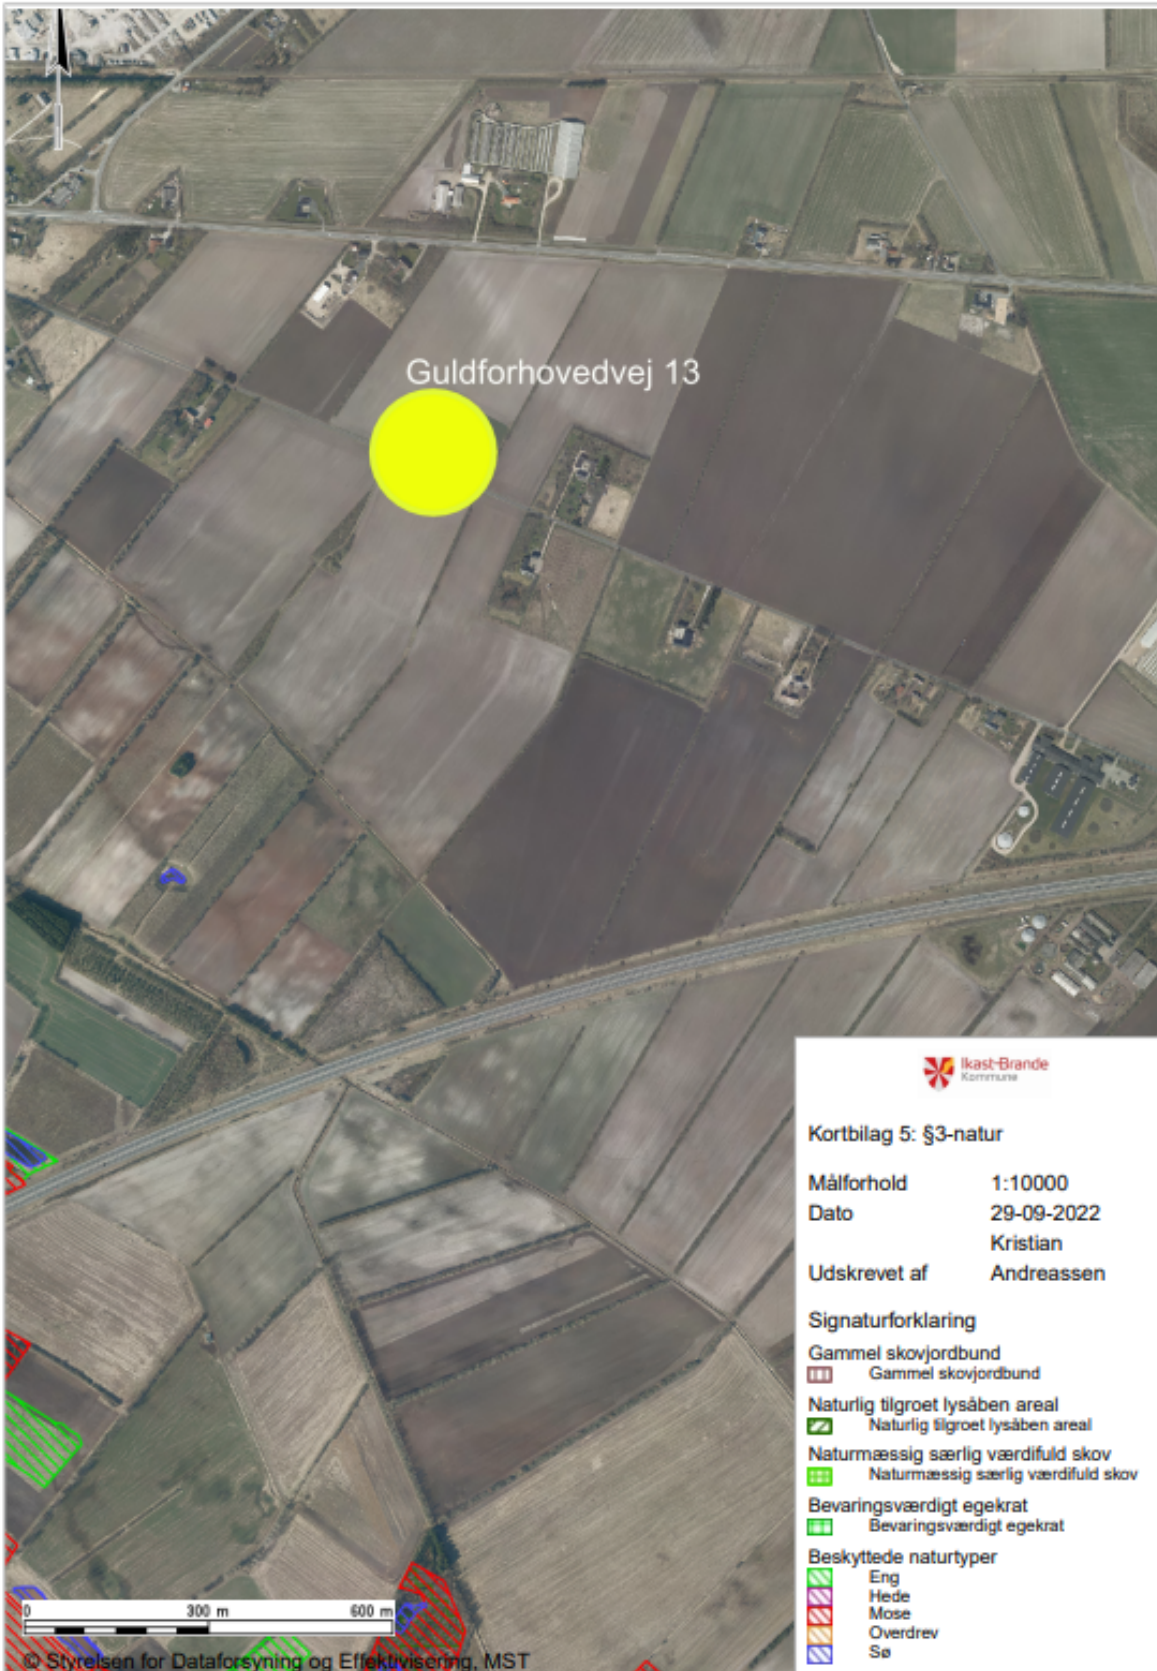 Guldforhovedvej 13
Ikast-Brande
Kommune
Kortbilag 5: §3-natur
Målforhold 1:10000
Dato 29-09-2022
Kristian
Udskrevet af Andreassen
Signaturforklaring
Gammel skovjordbund
Gammel skovjordbund
Naturlig tilgroet lysåben areal
Naturlig tilgroet lysåben areal
Naturmæssig særlig værdifuld skov
Naturmæssig særlig værdifuld skov
Bevaringsværdigt egekrat
Bevaringsværdigt egekrat
Beskyttede naturtyper
Eng
Hede
Mose
Overdrev
Sø
0 300 m 600 m
© Styrelsen for Dataforsyning og Effektivisering, MST